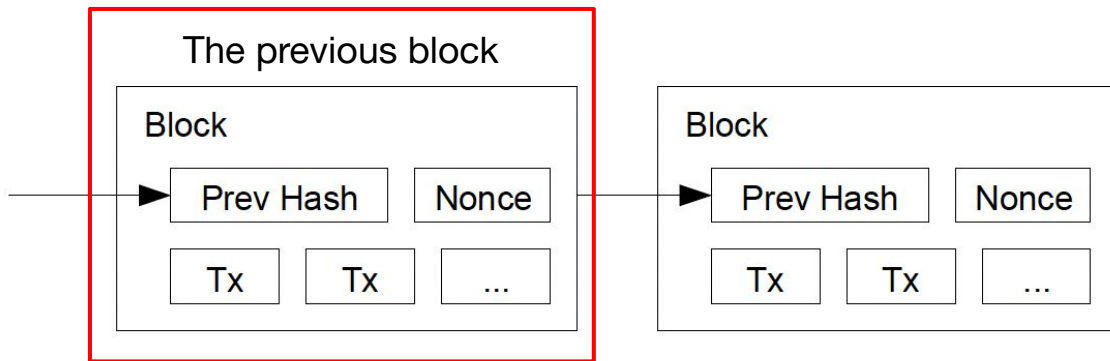 The previous block
Block
Prev Hash
Nonce
Tx
Tx
...
Block
Prev Hash
Nonce
Tx
Tx
...